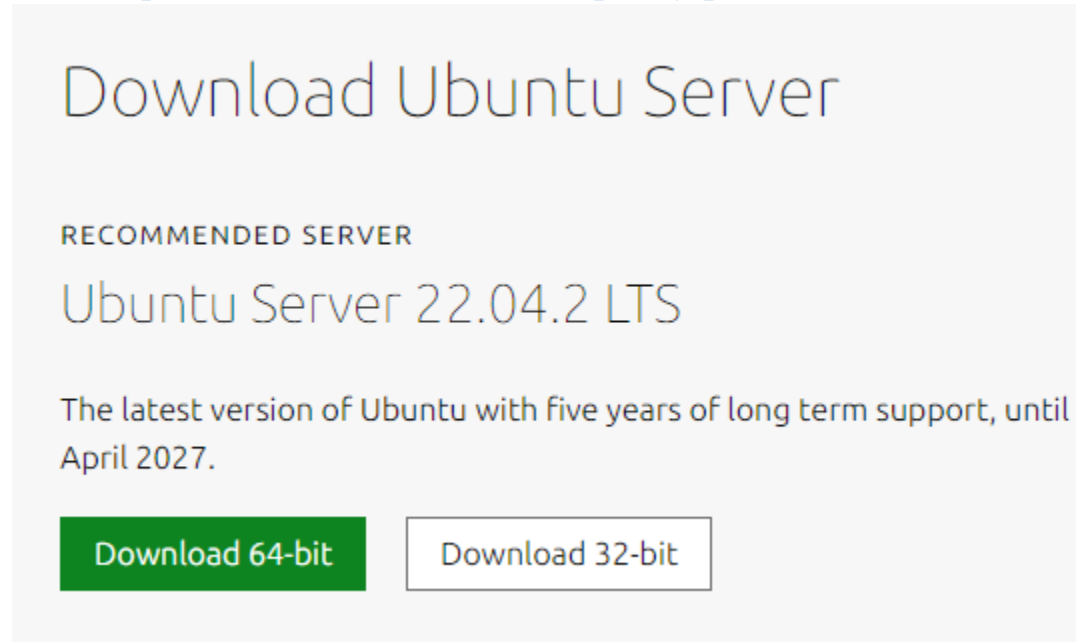 Download Ubuntu Server
RECOMMENDED SERVER
Ubuntu Server 22.04.2 LTS
The latest version of Ubuntu with five years of long term support, until
April 2027.
Download 64-bit
Download 32-bit